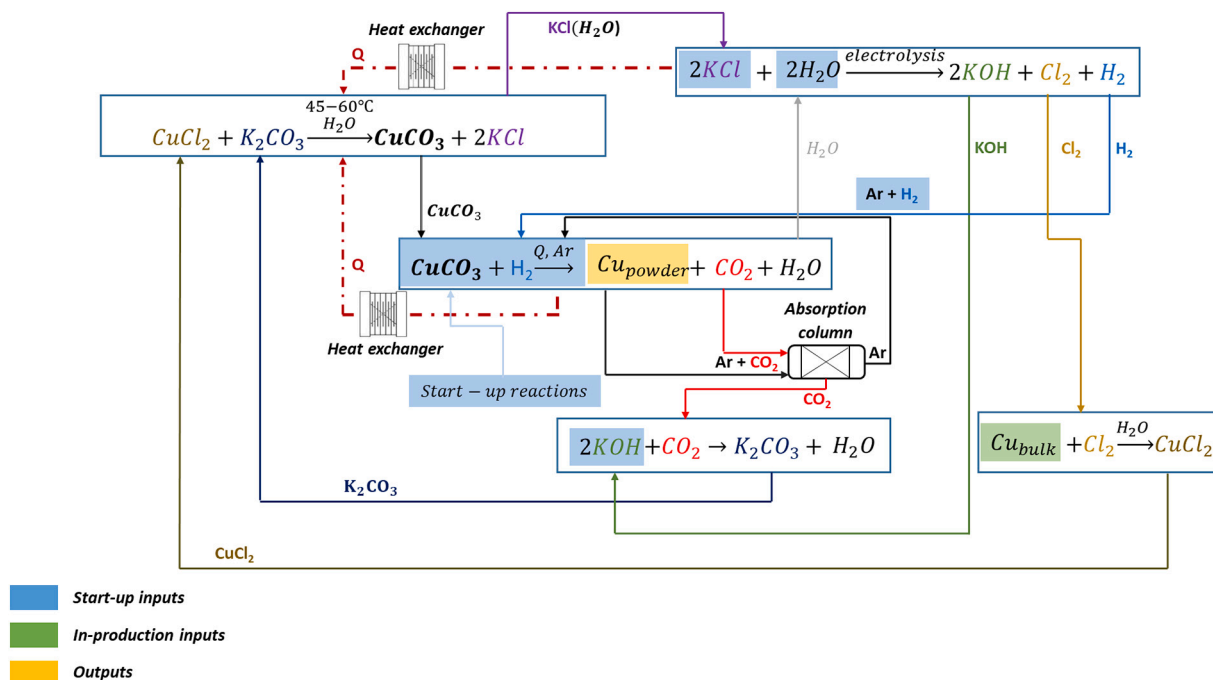 Heat exchanger
KCl(H₂O)
Q
2KCl + 2H₂O electrolysis→ 2KOH + Cl₂ + H₂
45−60°C
CuCl₂ + K₂CO₃ H₂O→ CuCO₃ + 2KCl
H₂O
KOH
Cl₂
H₂
Ar + H₂
CuCO₃
Q
CuCO₃ + H₂ Q, Ar→ Cu_powder + CO₂ + H₂O
Absorption
column
Heat exchanger
Ar + CO₂
Ar
Start − up reactions
CO₂
2KOH +CO₂ → K₂CO₃ + H₂O
Cu_bulk +Cl₂ H₂O→ CuCl₂
K₂CO₃
CuCl₂
Start-up inputs
In-production inputs
Outputs